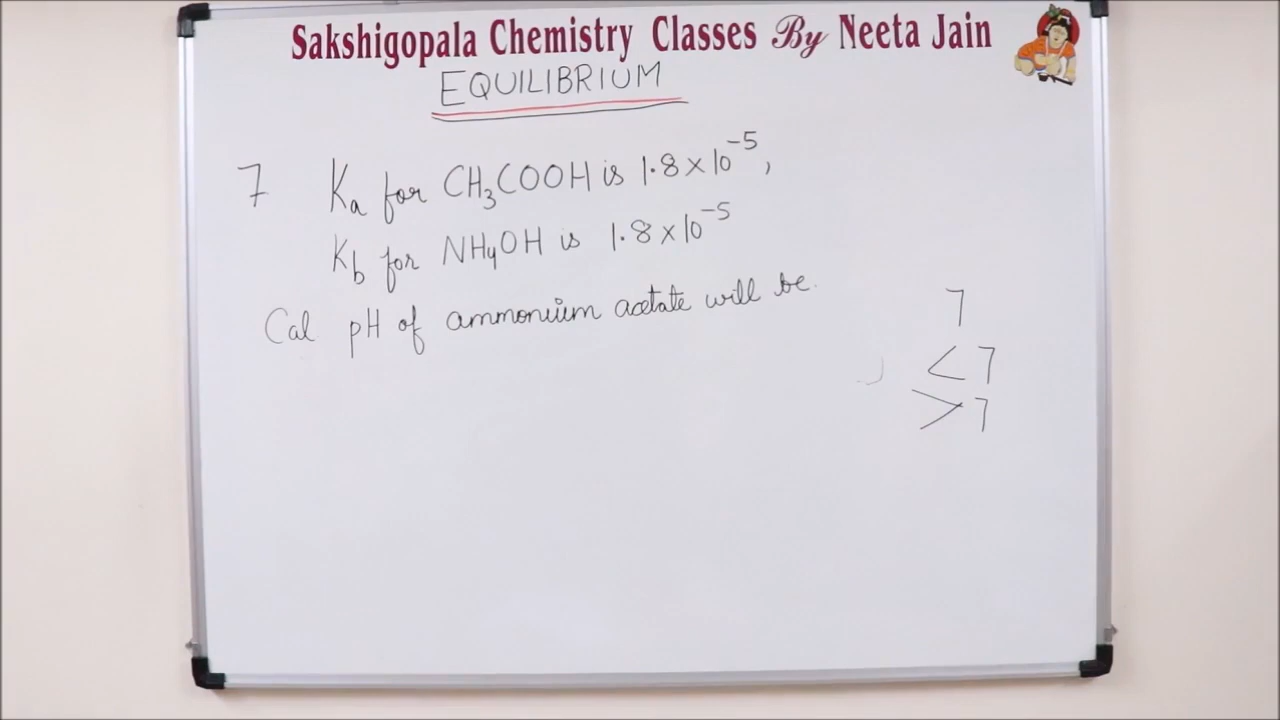 Sakshigopala Chemistry Classes By Neeta Jain
EQUILIBRIUM
7 Ka for CH₃COOH is 1.8 × 10⁻⁵,
Kb for NH₄OH is 1.8 × 10⁻⁵
Cal pH of ammonium acetate will be.
7
< 7
> 7